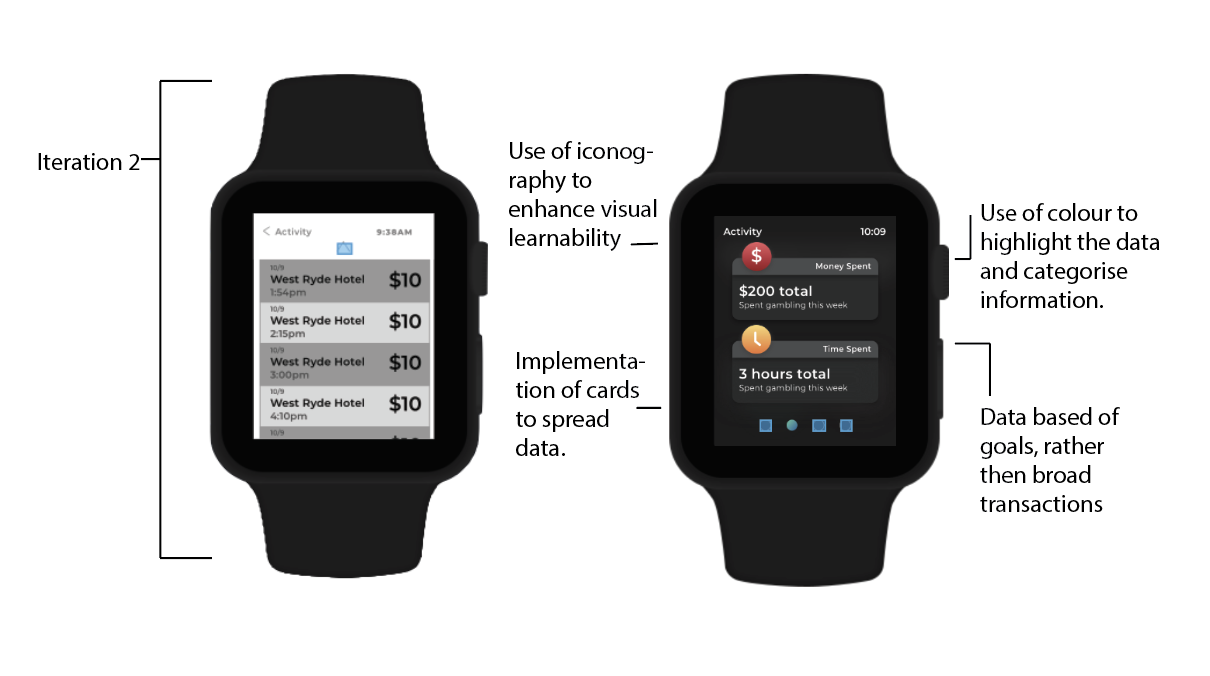 Iteration 2
< Activity 9:38AM
10/9
West Ryde Hotel $10
1:54pm
10/9
West Ryde Hotel $10
2:15pm
10/9
West Ryde Hotel $10
3:00pm
10/9
West Ryde Hotel $10
4:10pm
10/9
Use of iconog-
raphy to
enhance visual
learnability
Implementa-
tion of cards
to spread
data.
Activity 10:09
$
Money Spent
$200 total
Spent gambling this week
Time Spent
3 hours total
Spent gambling this week
Use of colour to
highlight the data
and categorise
information.
Data based of
goals, rather
then broad
transactions